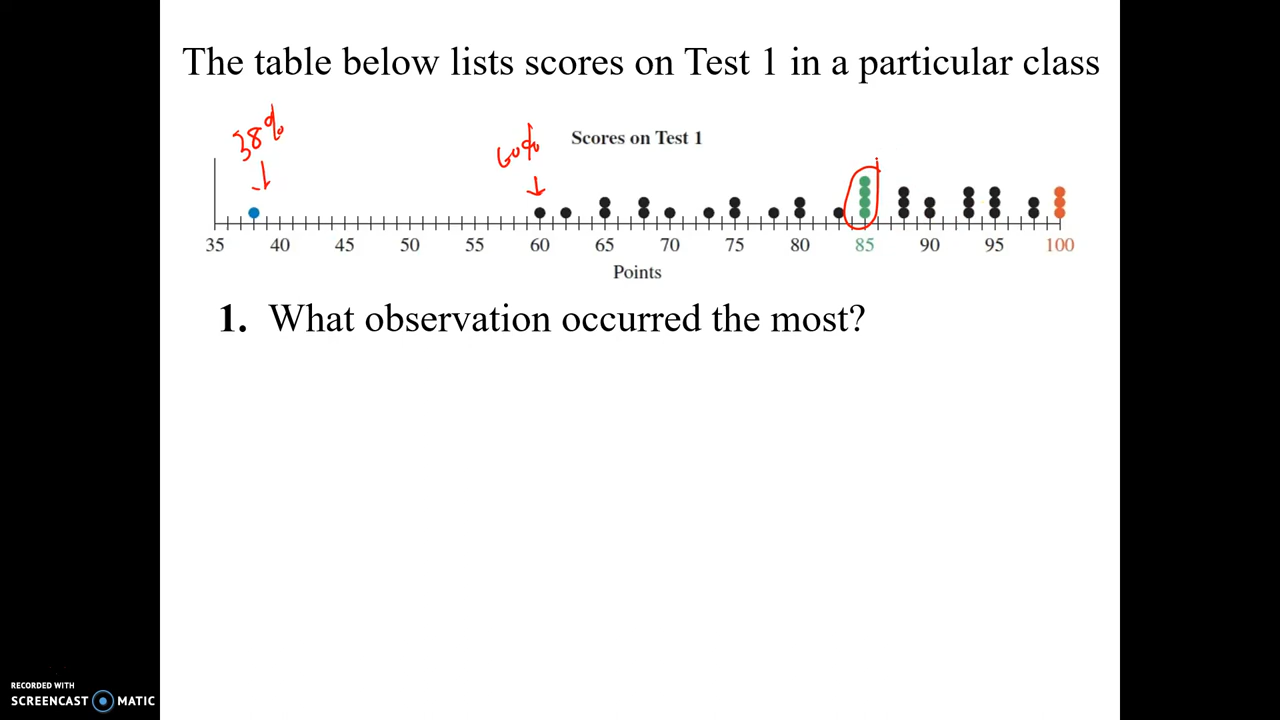 The table below lists scores on Test 1 in a particular class
38%
60%
Scores on Test 1
35 40 45 50 55 60 65 70 75 80 85 90 95 100
Points
1. What observation occurred the most?
RECORDED WITH
SCREENCAST MATIC